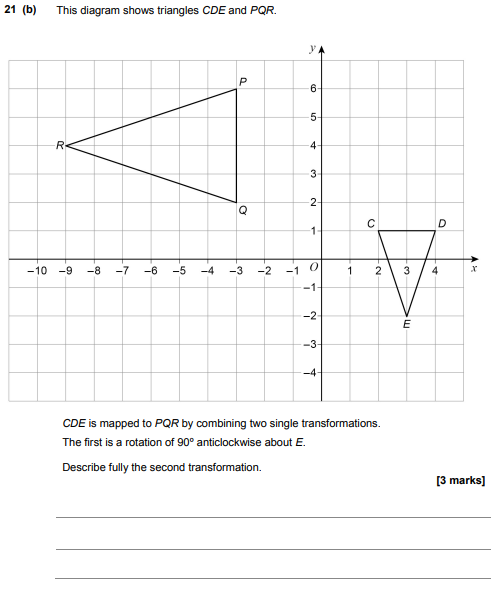 21 (b) This diagram shows triangles CDE and PQR.
y
P
6
5
R 4
3
2
Q
C D
1
O
–10 –9 –8 –7 –6 –5 –4 –3 –2 –1 1 2 3 4 x
–1
–2
E
–3
–4
CDE is mapped to PQR by combining two single transformations.
The first is a rotation of 90° anticlockwise about E.
Describe fully the second transformation.
[3 marks]